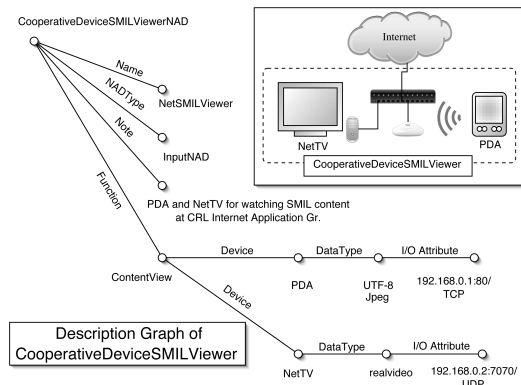 CooperativeDeviceSMILViewerNAD
Internet
Name
NADType
Note
Function
NetSMILViewer
InputNAD
NetTV
PDA
CooperativeDeviceSMILViewer
PDA and NetTV for watching SMIL content
at CRL Internet Application Gr.
ContentView
Device
DataType
I/O Attribute
PDA
UTF-8
Jpeg
192.168.0.1:80/
TCP
Device
Description Graph of
CooperativeDeviceSMILViewer
DataType
I/O Attribute
NetTV
realvideo
192.168.0.2:7070/
UDP